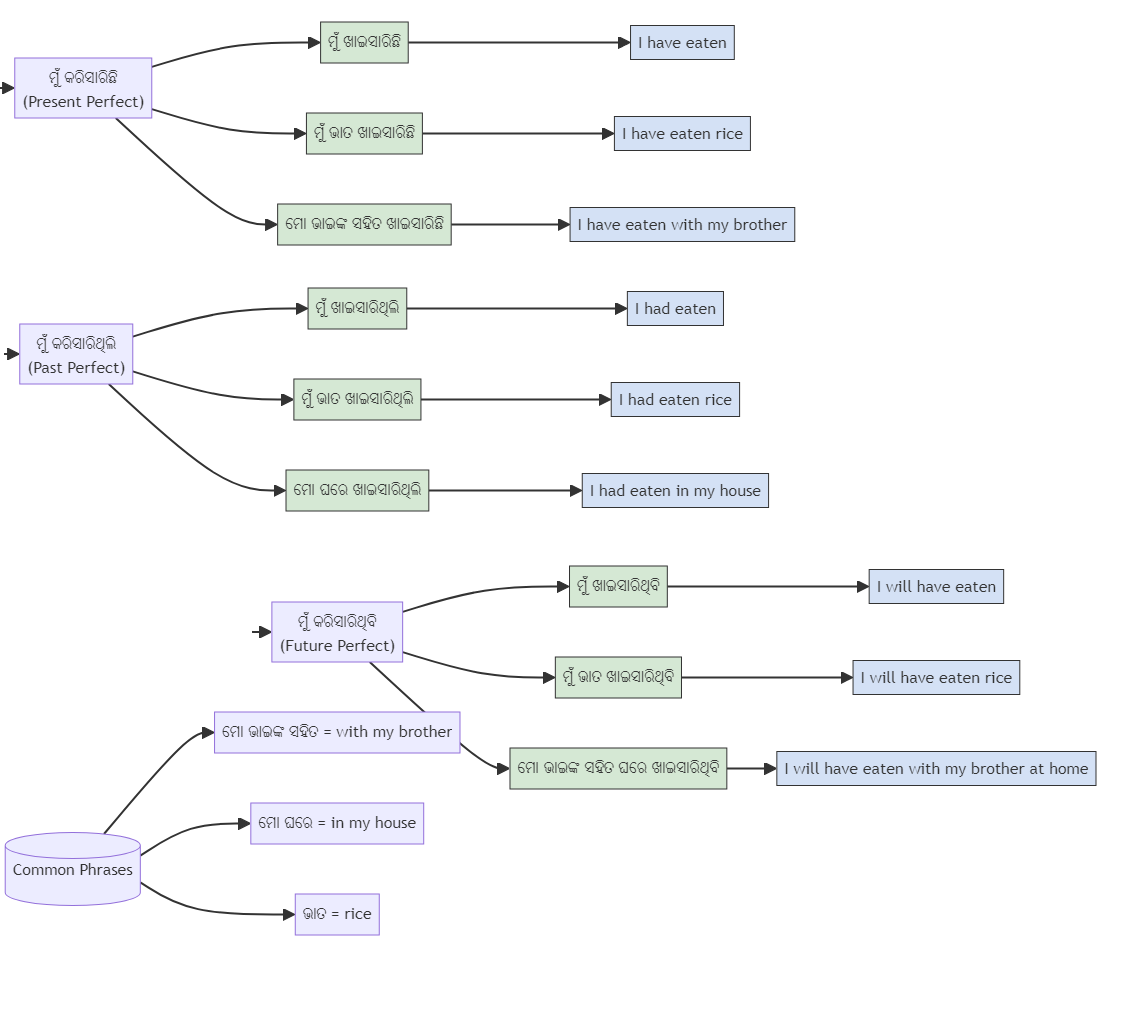 ମୁଁ କରିସାରିଛି
(Present Perfect)
ମୁଁ ଖାଇସାରିଛି
I have eaten
ମୁଁ ଭାତ ଖାଇସାରିଛି
I have eaten rice
ମୋ ଭାଇଙ୍କ ସହିତ ଖାଇସାରିଛି
I have eaten with my brother
ମୁଁ କରିସାରିଥିଲି
(Past Perfect)
ମୁଁ ଖାଇସାରିଥିଲି
I had eaten
ମୁଁ ଭାତ ଖାଇସାରିଥିଲି
I had eaten rice
ମୋ ଘରେ ଖାଇସାରିଥିଲି
I had eaten in my house
ମୁଁ କରିସାରିଥିବି
(Future Perfect)
ମୁଁ ଖାଇସାରିଥିବି
I will have eaten
ମୁଁ ଭାତ ଖାଇସାରିଥିବି
I will have eaten rice
ମୋ ଭାଇଙ୍କ ସହିତ ଘରେ ଖାଇସାରିଥିବି
I will have eaten with my brother at home
Common Phrases
ମୋ ଭାଇଙ୍କ ସହିତ = with my brother
ମୋ ଘରେ = in my house
ଭାତ = rice